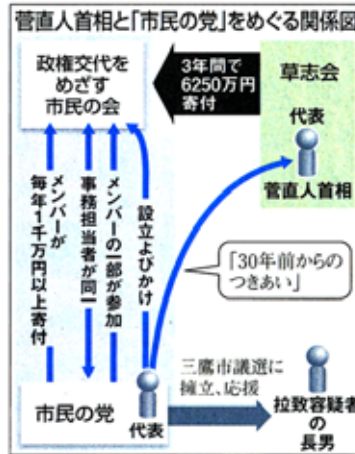 菅直人首相と「市民の党」をめぐる関係図
政権交代を
めざす
市民の会
3年間で
6250万円
寄付
草志会
代表
菅直人首相
メンバーが
毎年1千万円以上寄付
事務担当者が同一
メンバーの一部が参加
設立よびかけ
「30年前からの
つきあい」
市民の党
代表
三鷹市議選に
擁立、応援
拉致容疑者
の
長男